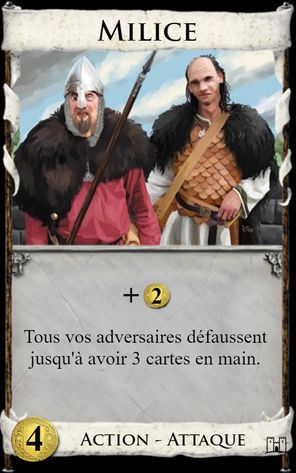 MILICE
+ 2
Tous vos adversaires défaussent
jusqu'à avoir 3 cartes en main.
4 ACTION - ATTAQUE